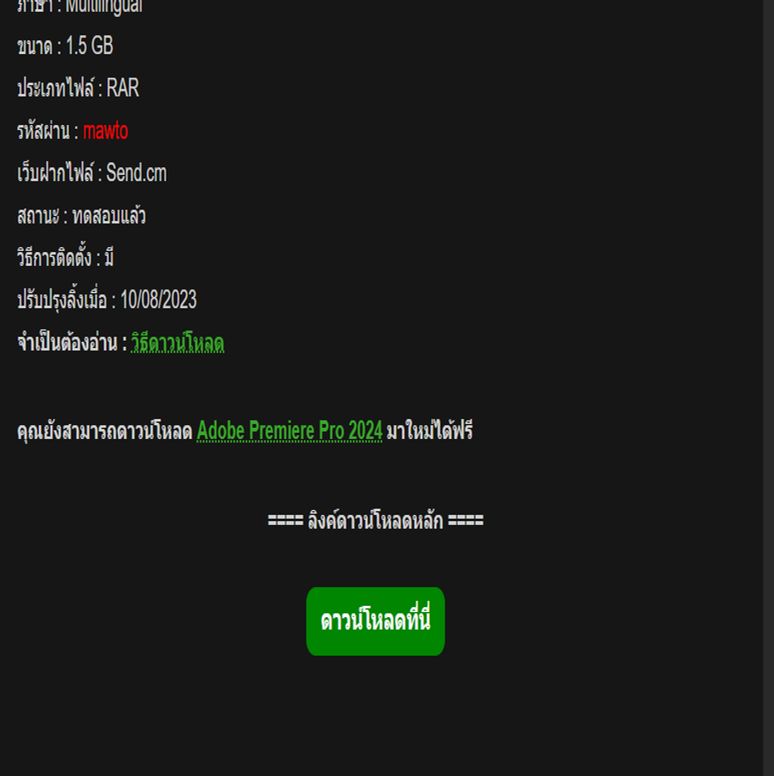 ภาษา : Multilingual
ขนาด : 1.5 GB
ประเภทไฟล์ : RAR
รหัสผ่าน : mawto
เว็บฝากไฟล์ : Send.cm
สถานะ : ทดสอบแล้ว
วิธีการติดตั้ง : มี
ปรับปรุงลิ้งเมื่อ : 10/08/2023
จำเป็นต้องอ่าน : วิธีดาวน์โหลด
คุณยังสามารถดาวน์โหลด Adobe Premiere Pro 2024 มาใหม่ได้ฟรี
==== ลิงค์ดาวน์โหลดหลัก ====
ดาวน์โหลดที่นี่